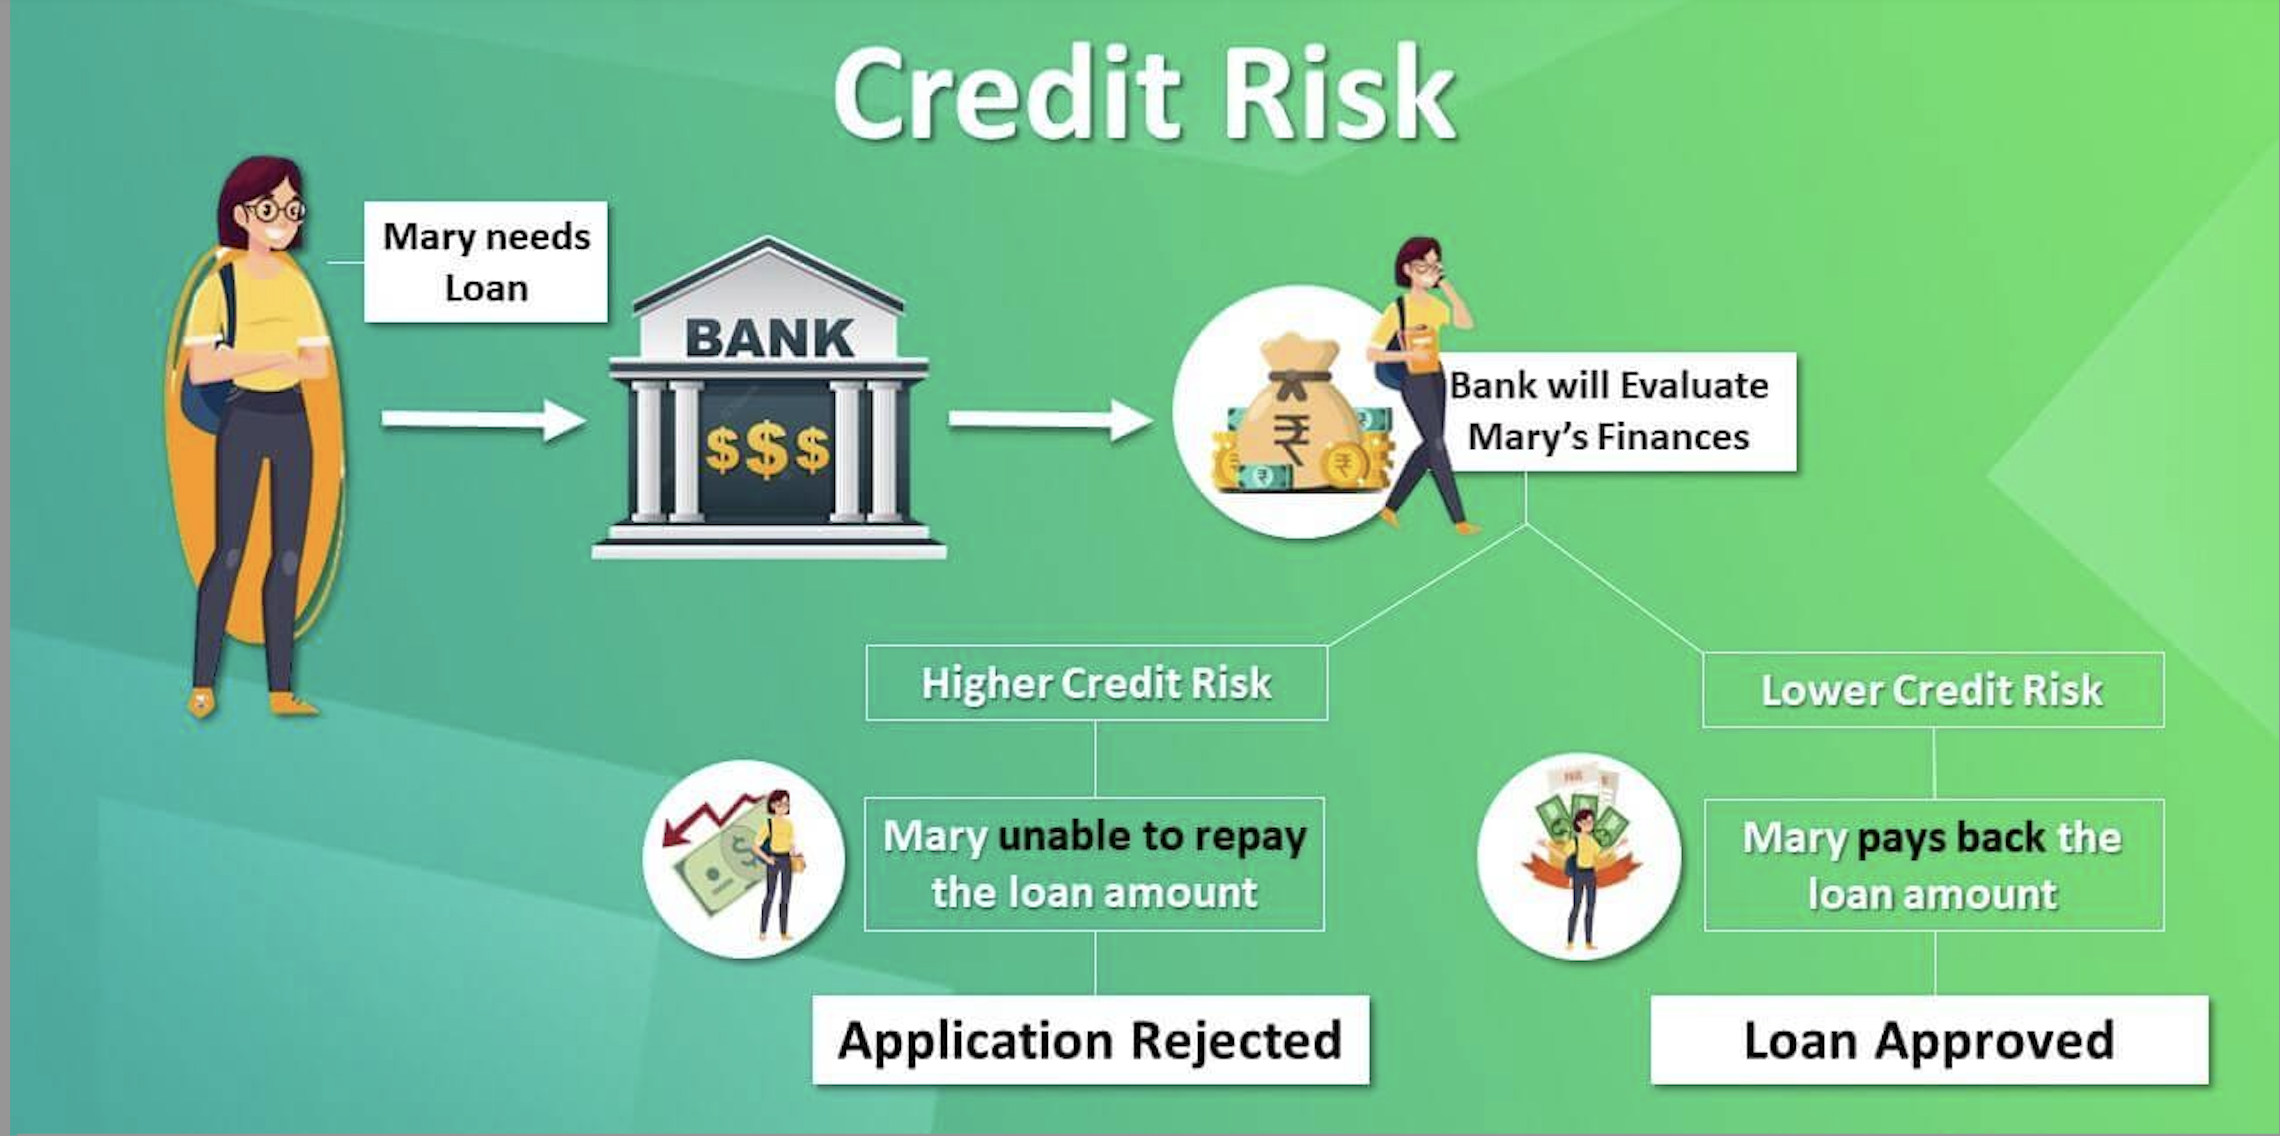 Credit Risk
Mary needs
Loan
BANK
$$$
₹
Bank will Evaluate
Mary's Finances
Higher Credit Risk
Lower Credit Risk
Mary unable to repay
the loan amount
Mary pays back the
loan amount
Application Rejected
Loan Approved